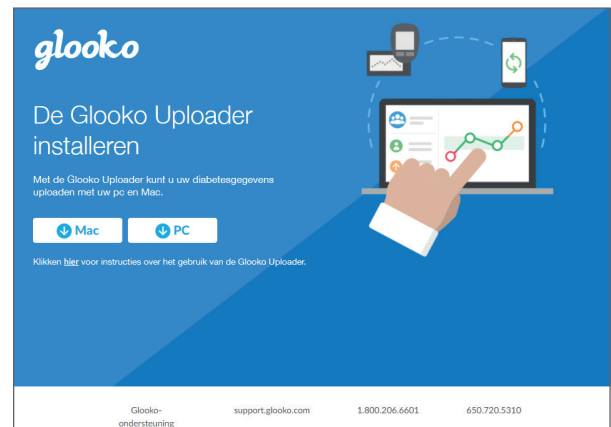 glooko
De Glooko Uploader
installeren
Met de Glooko Uploader kunt u uw diabetesgegevens
uploaden met uw pc en Mac.
Mac PC
Klikken hier voor instructies over het gebruik van de Glooko Uploader.
Glooko- support.glooko.com 1.800.206.6601 650.720.5310
ondersteuning